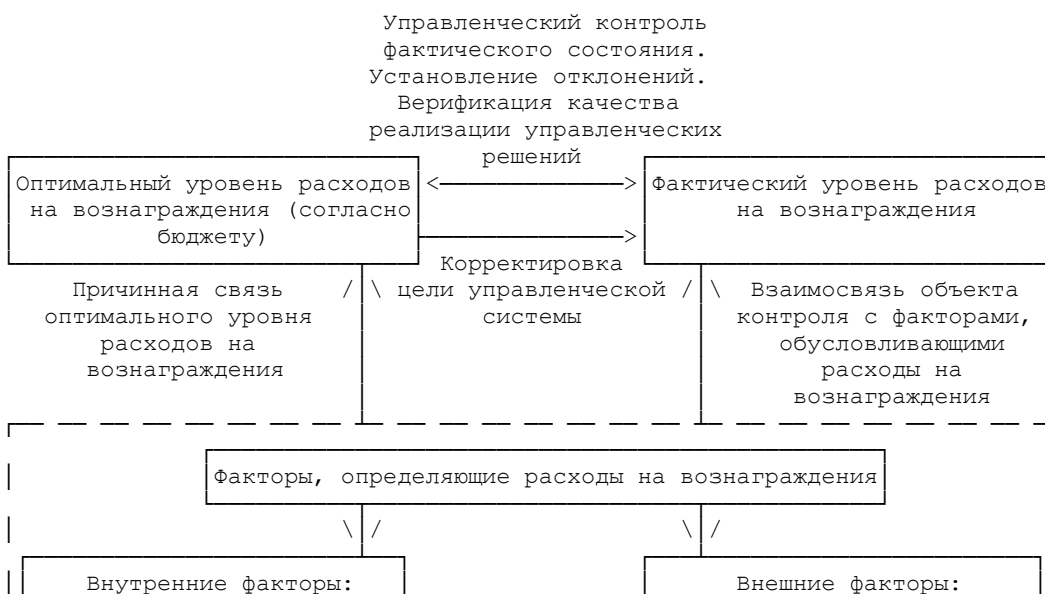 Управленческий контроль
фактического состояния.
Установление отклонений.
Верификация качества
реализации управленческих
решений
Оптимальный уровень расходов
на вознаграждения (согласно
бюджету)
Фактический уровень расходов
на вознаграждения
Корректировка
цели управленческой
системы
Причинная связь
оптимального уровня
расходов на
вознаграждения
Взаимосвязь объекта
контроля с факторами,
обусловливающими
расходы на
вознаграждения
Факторы, определяющие расходы на вознаграждения
Внутренние факторы:
Внешние факторы: